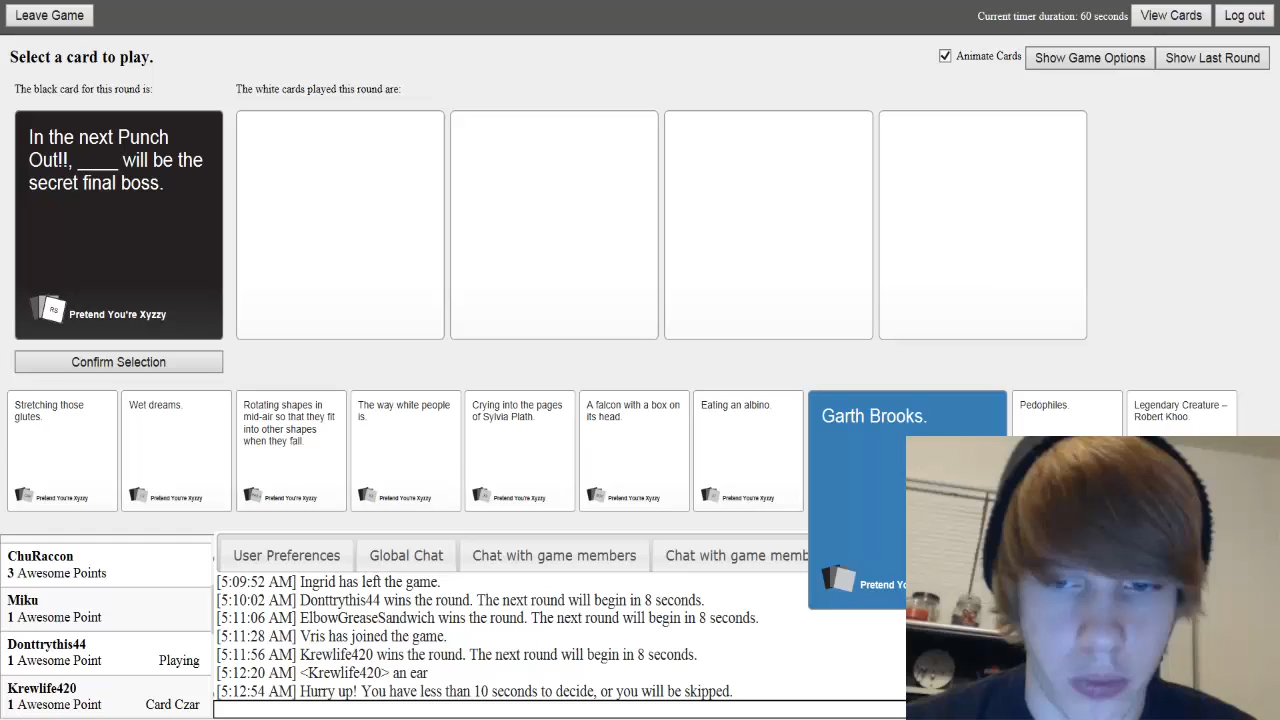 Leave Game
Current timer duration: 60 seconds
View Cards
Log out
Select a card to play.
Animate Cards
Show Game Options
Show Last Round
The black card for this round is:
The white cards played this round are:
In the next Punch
Out!!, ____ will be the
secret final boss.
RS
Pretend You're Xyzzy
Confirm Selection
Stretching those
glutes.
Pretend You're Xyzzy
Wet dreams.
Pretend You're Xyzzy
Rotating shapes in
mid-air so that they fit
into other shapes
when they fall.
Pretend You're Xyzzy
The way white people
is.
Pretend You're Xyzzy
Crying into the pages
of Sylvia Plath.
Pretend You're Xyzzy
A falcon with a box on
its head.
Pretend You're Xyzzy
Eating an albino.
Pretend You're Xyzzy
Garth Brooks.
Pretend Yo
Pedophiles.
Legendary Creature –
Robert Khoo.
ChuRaccon
3 Awesome Points
Miku
1 Awesome Point
Donttrythis44
1 Awesome Point
Playing
Krewlife420
1 Awesome Point
Card Czar
User Preferences
Global Chat
Chat with game members
Chat with game memb
[5:09:52 AM] Ingrid has left the game.
[5:10:02 AM] Donttrythis44 wins the round. The next round will begin in 8 seconds.
[5:11:06 AM] ElbowGreaseSandwich wins the round. The next round will begin in 8 seconds.
[5:11:28 AM] Vris has joined the game.
[5:11:56 AM] Krewlife420 wins the round. The next round will begin in 8 seconds.
[5:12:20 AM] <Krewlife420> an ear
[5:12:54 AM] Hurry up! You have less than 10 seconds to decide, or you will be skipped.